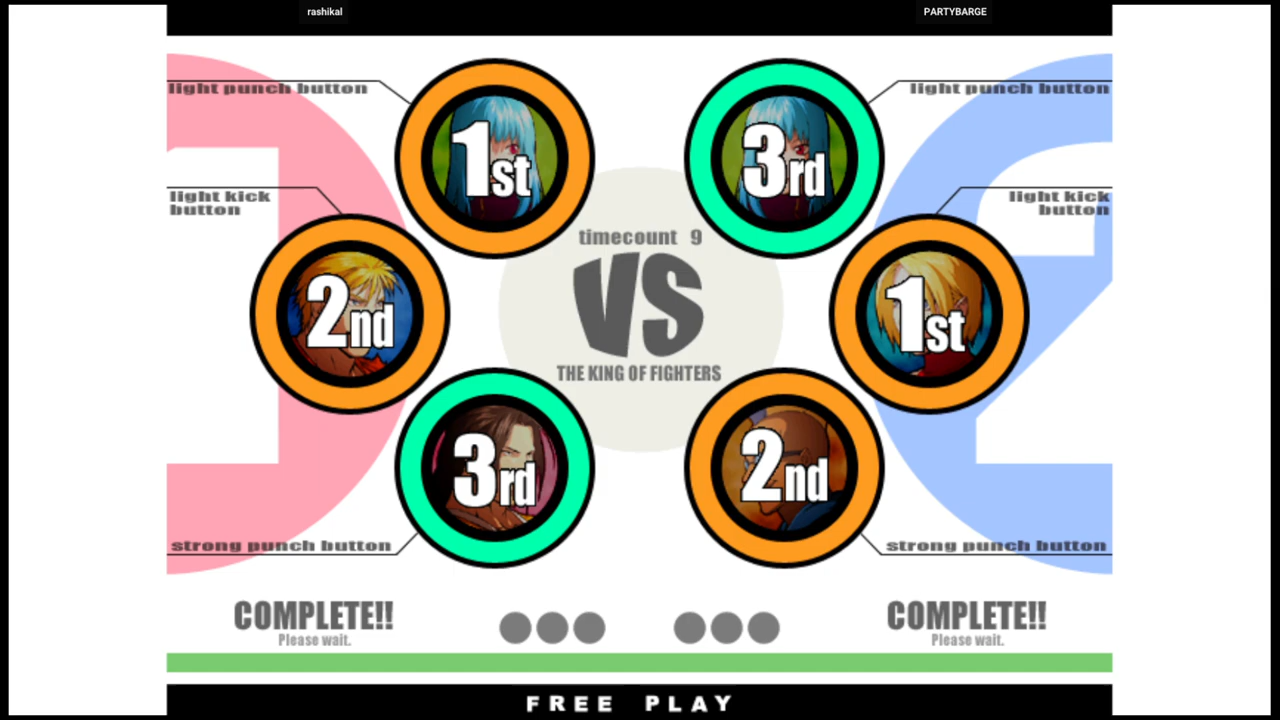 rashikal
PARTYBARGE
light punch button
light punch button
1st
3rd
light kick
button
light kick
button
timecount 9
VS
THE KING OF FIGHTERS
2nd
1st
3rd
2nd
strong punch button
strong punch button
COMPLETE!!
Please wait.
COMPLETE!!
Please wait.
FREE PLAY
1
2